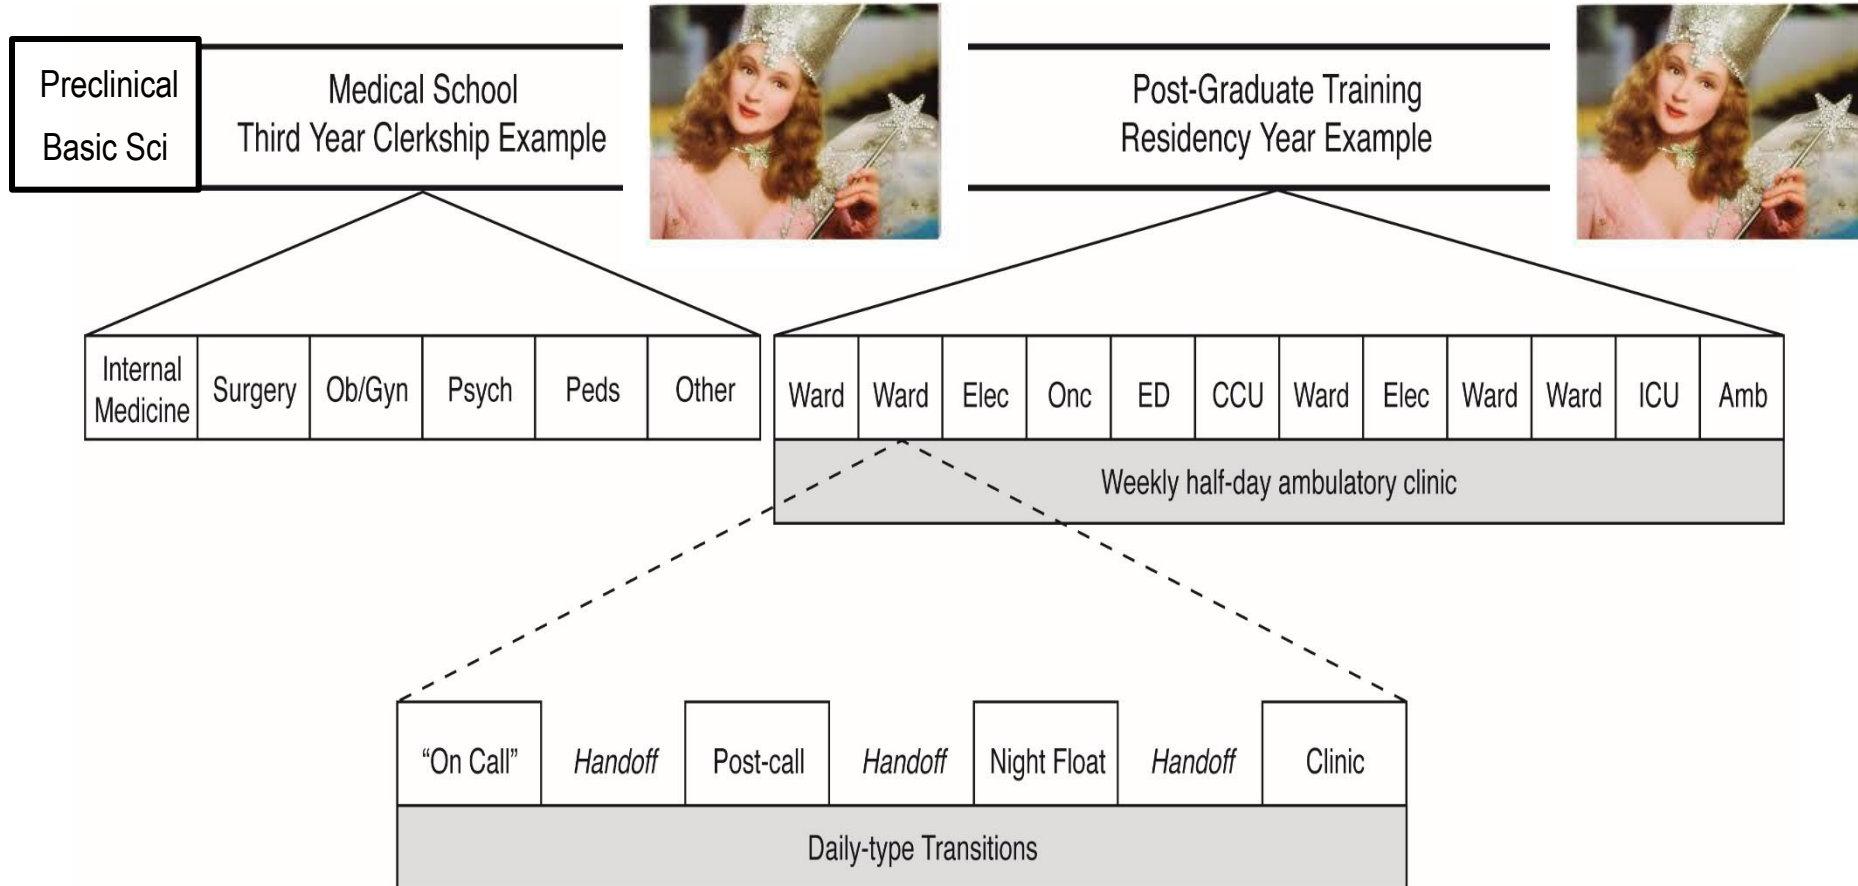 Preclinical
Basic Sci
Medical School
Third Year Clerkship Example
Post-Graduate Training
Residency Year Example
Internal
Medicine
Surgery
Ob/Gyn
Psych
Peds
Other
Ward
Ward
Elec
Onc
ED
CCU
Ward
Elec
Ward
Ward
ICU
Amb
Weekly half-day ambulatory clinic
“On Call”
Handoff
Post-call
Handoff
Night Float
Handoff
Clinic
Daily-type Transitions